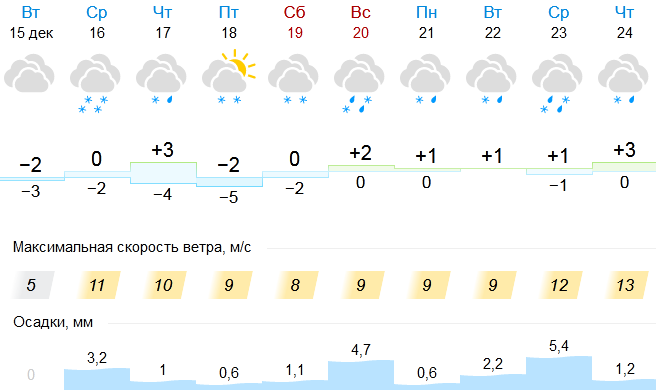 Вт Ср Чт Пт Сб Вс Пн Вт Ср Чт
15 дек 16 17 18 19 20 21 22 23 24
−2 0 +3 −2 0 +2 +1 +1 +1 +3
−3 −2 −4 −5 −2 0 0 −1 0
Максимальная скорость ветра, м/с
5 11 10 9 8 9 9 9 12 13
Осадки, мм
0 3,2 1 0,6 1,1 4,7 0,6 2,2 5,4 1,2